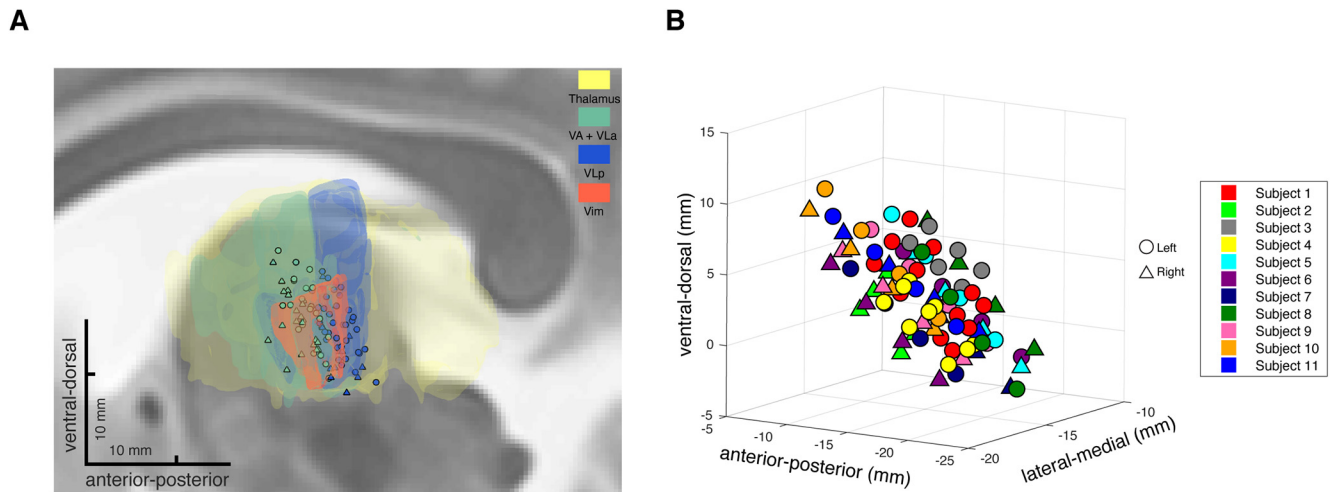 A
B
Thalamus
VA + VLa
VLp
Vim
ventral-dorsal
10 mm
10 mm
anterior-posterior
15
10
5
0
-5
ventral-dorsal (mm)
-5
-10
-15
-20
-25
anterior-posterior (mm)
-20
-15
-10
lateral-medial (mm)
Left
Right
Subject 1
Subject 2
Subject 3
Subject 4
Subject 5
Subject 6
Subject 7
Subject 8
Subject 9
Subject 10
Subject 11